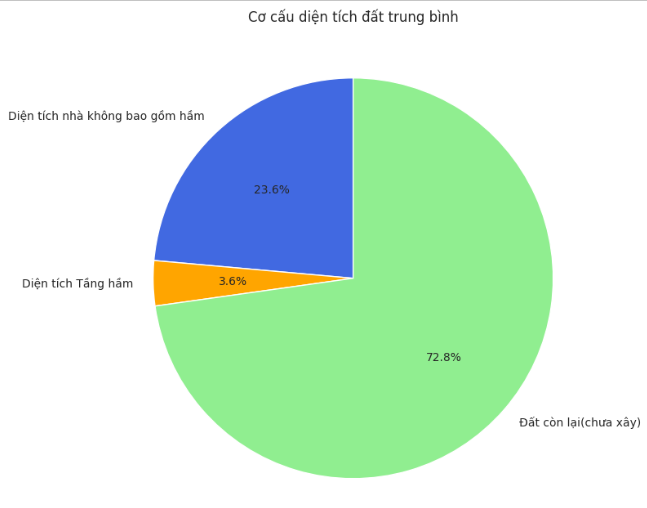 Cơ cấu diện tích đất trung bình
Diện tích nhà không bao gồm hầm
23.6%
Diện tích Tầng hầm
3.6%
72.8%
Đất còn lại(chưa xây)